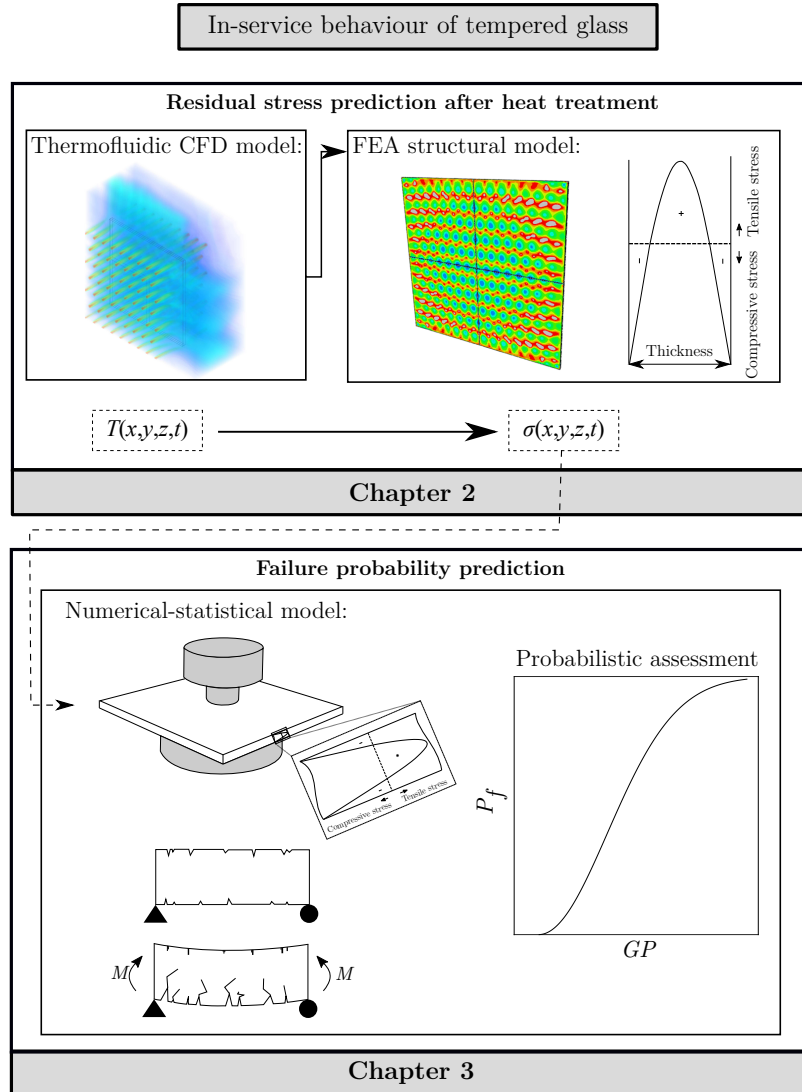 In-service behaviour of tempered glass
Residual stress prediction after heat treatment
Thermofluidic CFD model:
FEA structural model:
Tensile stress
Compressive stress
+
-
-
Thickness
T(x,y,z,t)
σ(x,y,z,t)
Chapter 2
Failure probability prediction
Numerical-statistical model:
Compressive stress
Tensile stress
M
M
Probabilistic assessment
P_f
GP
Chapter 3